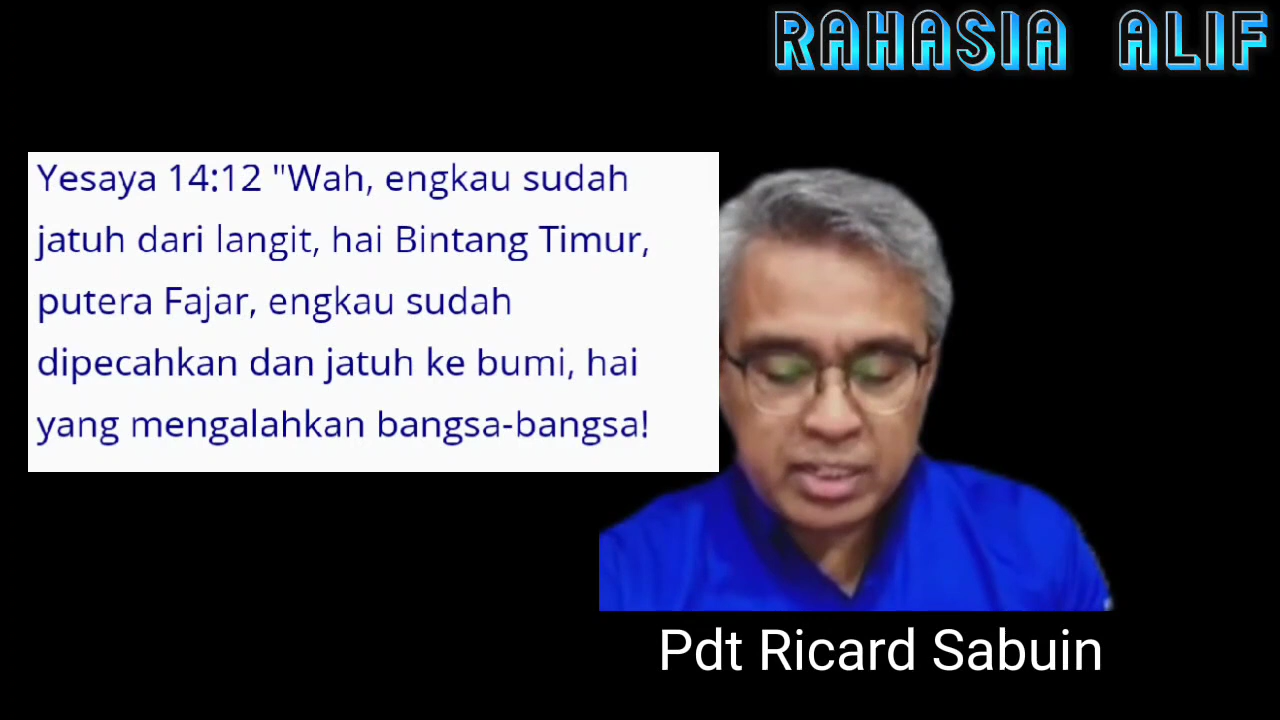 RAHASIA ALIF
Yesaya 14:12 "Wah, engkau sudah
jatuh dari langit, hai Bintang Timur,
putera Fajar, engkau sudah
dipecahkan dan jatuh ke bumi, hai
yang mengalahkan bangsa-bangsa!
Pdt Ricard Sabuin